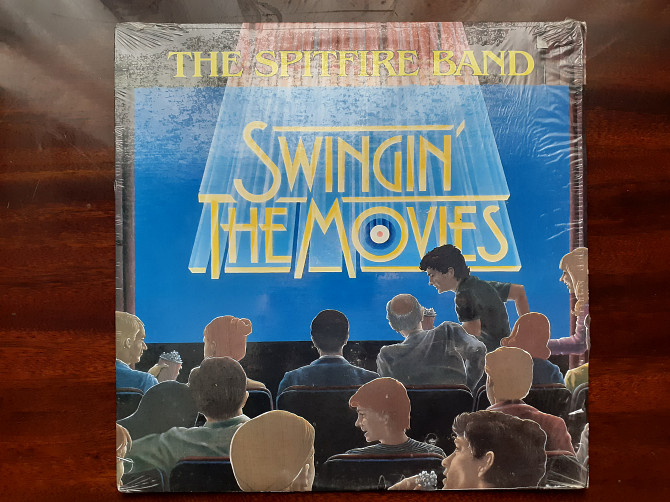 THE SPITFIRE BAND
SWINGIN'
THE MOVIES